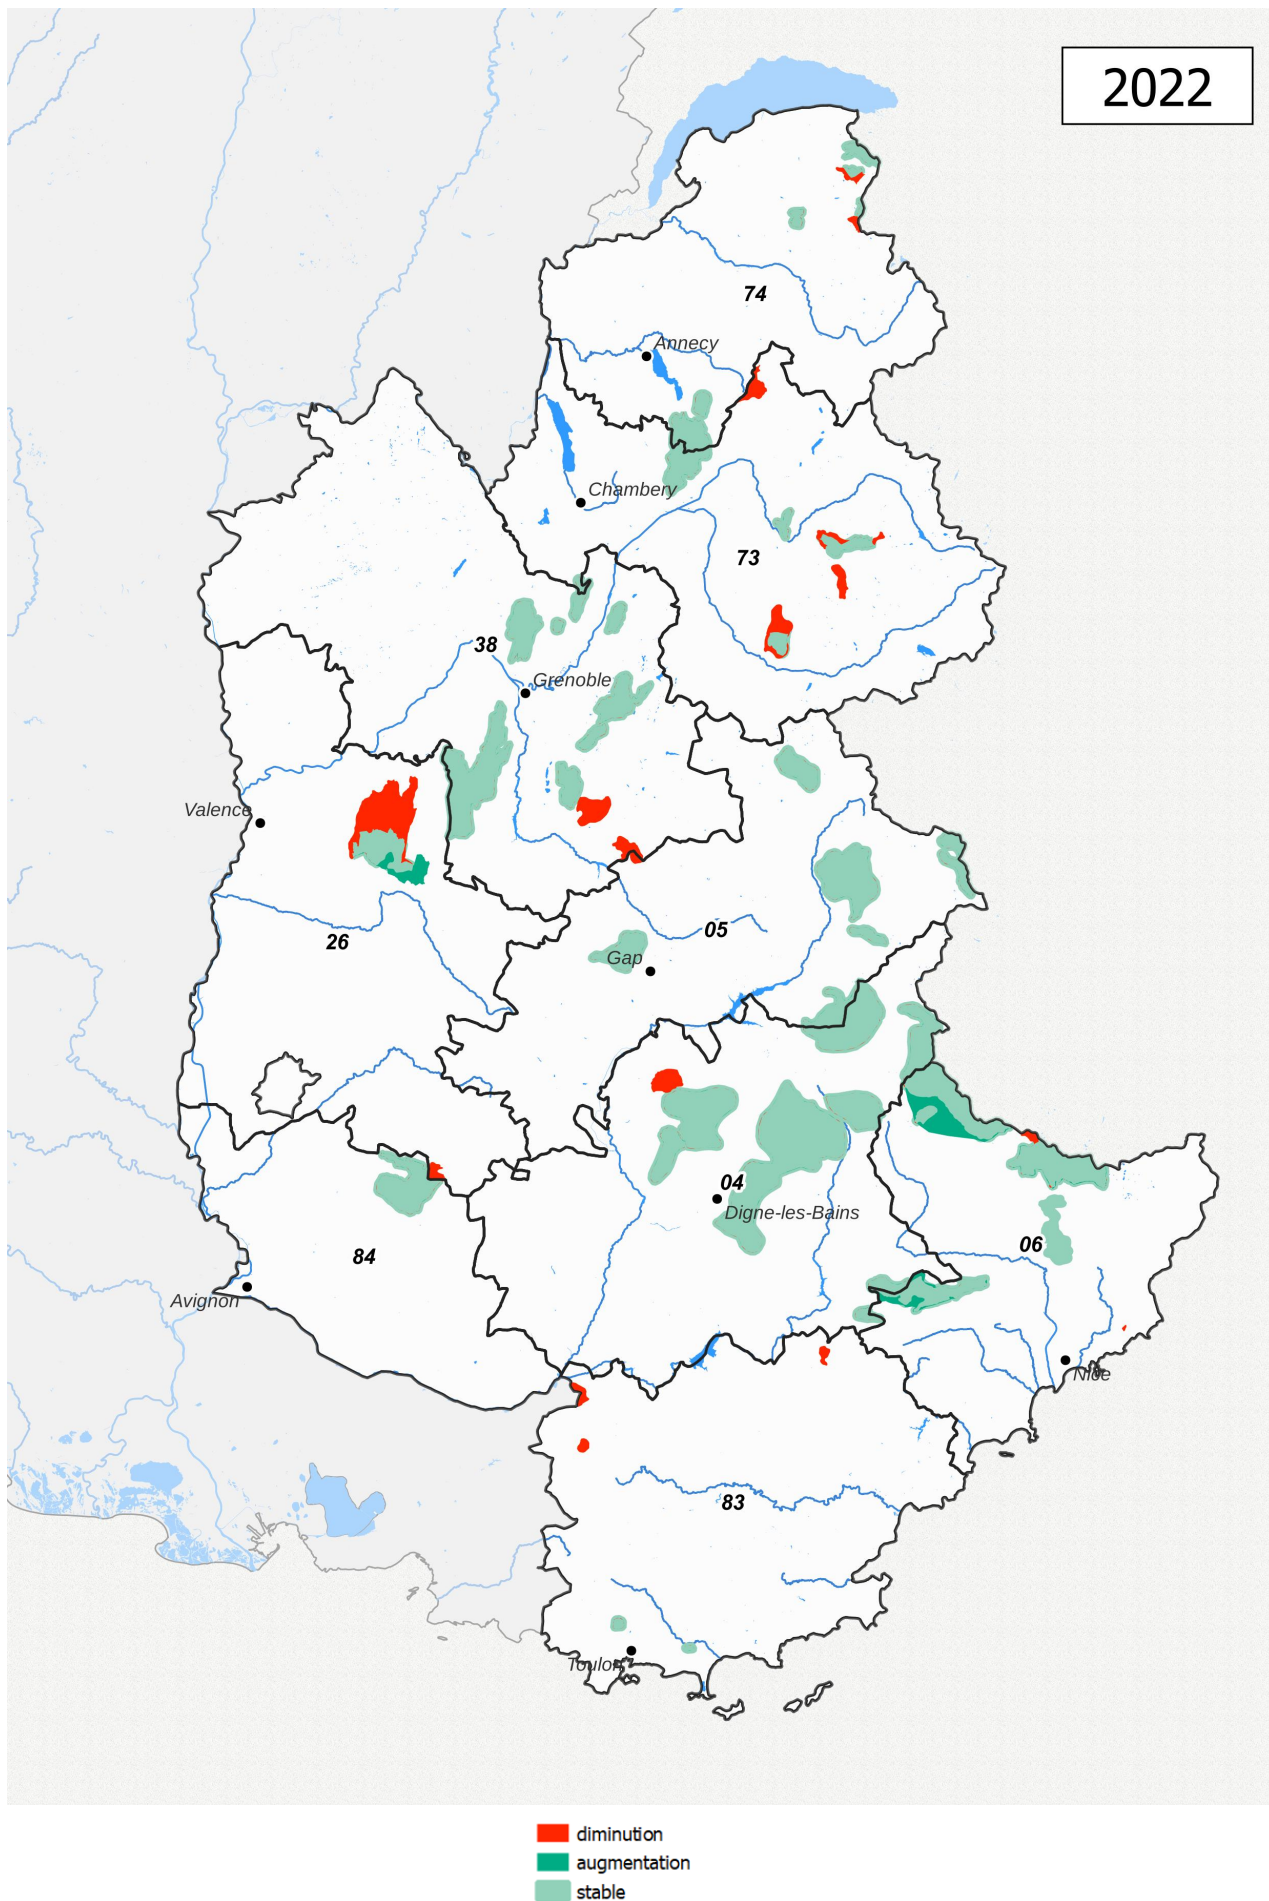 2022
74
Annecy
Chambery
73
38
Grenoble
Valence
26
05
Gap
04
Digne-les-Bains
06
84
Avignon
Nice
83
Toulon
diminution
augmentation
stable